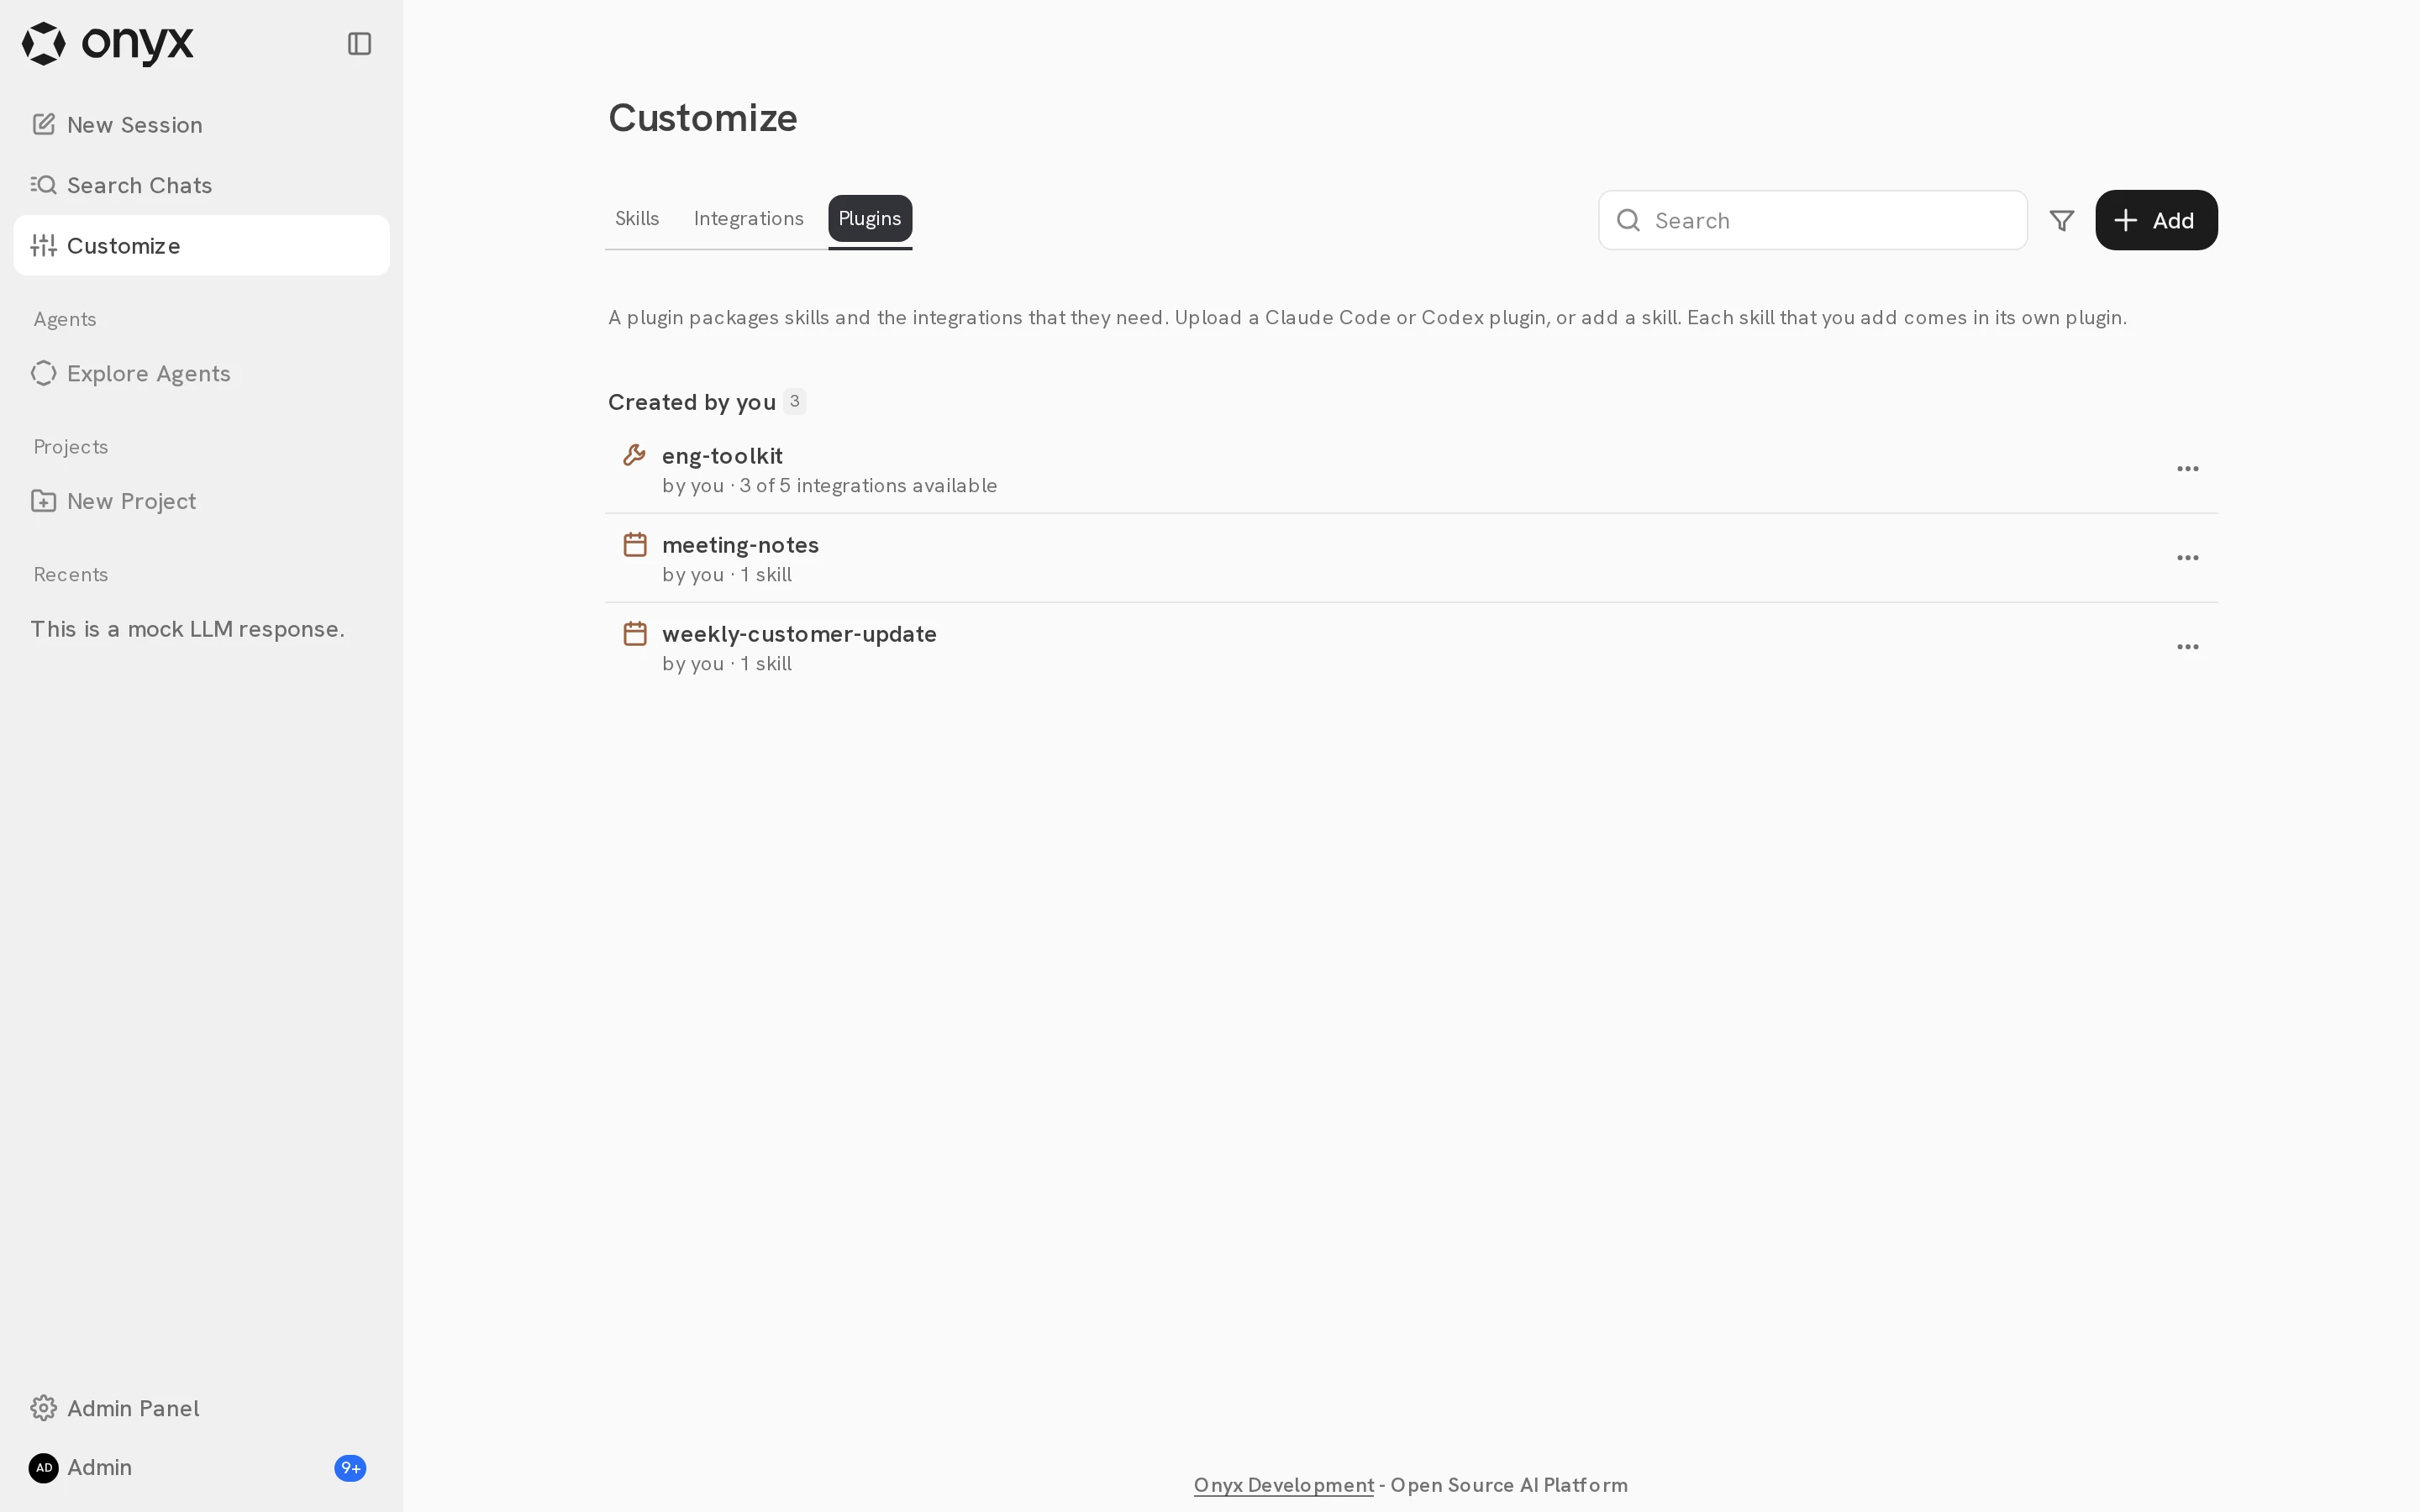 onyx
New Session
Search Chats
Customize
Agents
Explore Agents
Projects
New Project
Recents
This is a mock LLM response.
Admin Panel
AD Admin 9+
Customize
Skills Integrations Plugins Search Add
A plugin packages skills and the integrations that they need. Upload a Claude Code or Codex plugin, or add a skill. Each skill that you add comes in its own plugin.
Created by you 3
eng-toolkit
by you · 3 of 5 integrations available
meeting-notes
by you · 1 skill
weekly-customer-update
by you · 1 skill
Onyx Development - Open Source AI Platform